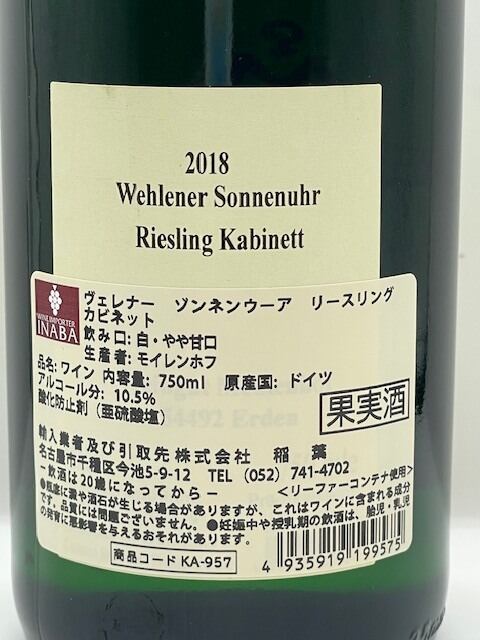 2018
Wehlener Sonnenuhr
Riesling Kabinett
WINE IMPORTER
INABA
ヴェレナー ゾンネンウーア リースリング
カビネット
飲み口: 白・やや甘口
生産者: モイレンホフ
品名: ワイン 内容量: 750ml 原産国: ドイツ
アルコール分: 10.5%
酸化防止剤（亜硫酸塩）
果実酒
54492 Erden
輸入業者及び引取先株式会社 稲葉
名古屋市千種区今池5-9-12 TEL (052) 741-4702
－飲酒は20歳になってから－ ＜リーファーコンテナ使用＞
●瓶底に澱や酒石が生じる場合がありますが、これはワインに含まれる成分
です。品質には問題ございません。●妊娠中や授乳期の飲酒は、胎児・乳児
の発育に悪影響を与えるおそれがあります。
商品コード KA-957
4 935919 199575